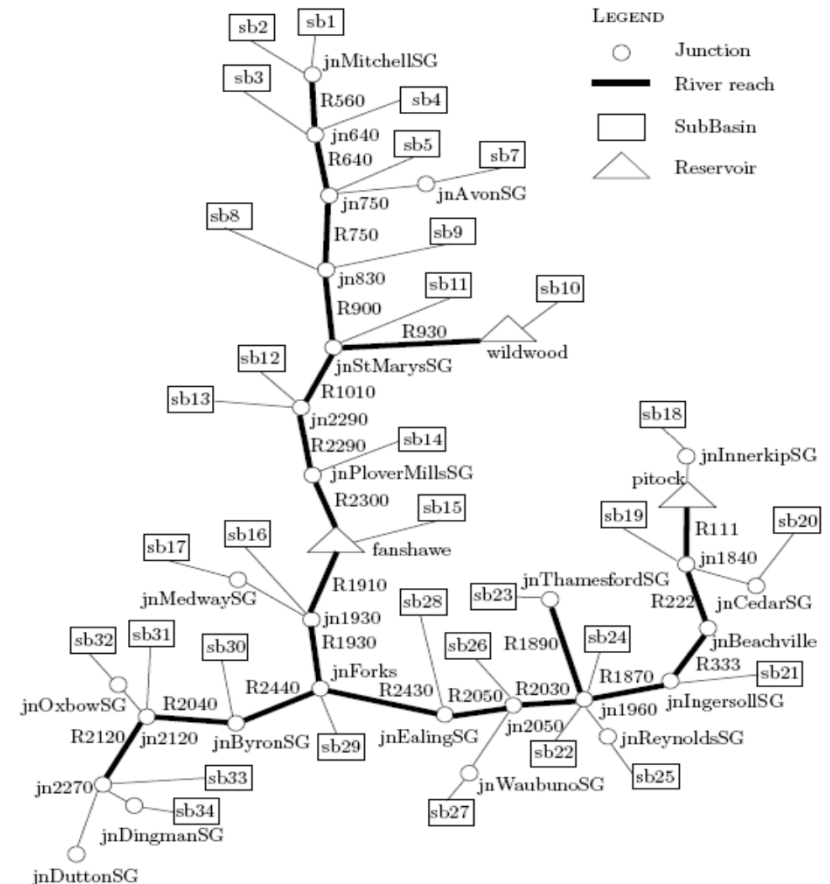 LEGEND
Junction
River reach
SubBasin
Reservoir
sb1
sb2
jnMitchellSG
sb3
R560
sb4
jn640
R640
sb5
sb7
jnAvonSG
jn750
sb8
R750
sb9
jn830
sb11
sb10
R900
R930
wildwood
jnStMarysSG
sb12
R1010
sb13
jn2290
R2290
sb14
jnPloverMillsSG
R2300
sb15
fanshawe
sb16
sb17
jnMedwaySG
R1910
jn1930
R1930
jnForks
sb18
jnInnerkipSG
pitock
sb19
R111
sb20
jn1840
jnCedarSG
R222
jnBeachville
R333
sb21
jnIngersollSG
R1870
jnThamesfordSG
sb23
R1890
sb24
jn1960
sb22
jnReynoldsSG
sb25
sb28
sb26
R2430
R2050
R2030
jn2050
jnEalingSG
jnWaubunoSG
sb27
sb29
R2440
sb30
sb31
sb32
jnOxbowSG
R2040
jnByronSG
jn2120
R2120
jn2270
sb33
sb34
jnDingmanSG
jnDuttonSG